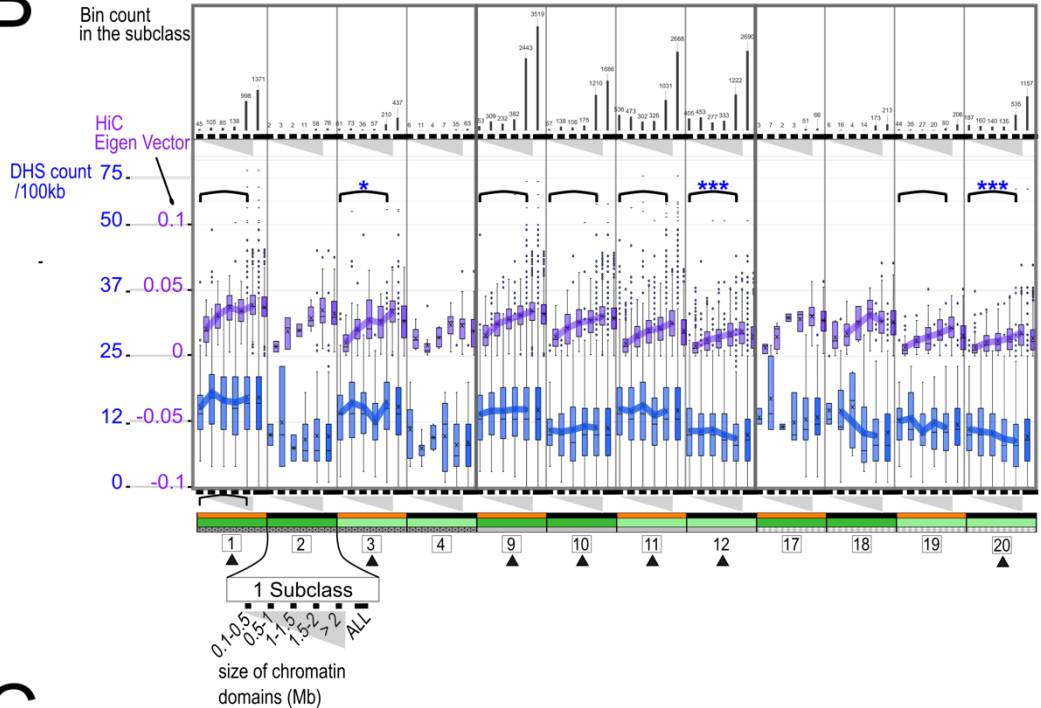 Bin count
in the subclass
3519
2443
2668
2690
1371
998
1210
1686
1031
1222
1157
535
45 105 85 138
2 3 2 11 58 76
61 73 36 57 210 437
6 11 4 7 35 63
53 309 232 382
57 138 106 175
536 473 302 326
405 453 277 333
3 7 2 3 51 66
6 16 4 14 173 213
44 35 27 20 80 206
187 160 140 135
HiC
Eigen Vector
DHS count
/100kb
75
50 0.1
37 0.05
25 0
12 -0.05
0 -0.1
* *** ***
1 2 3 4 9 10 11 12 17 18 19 20
1 Subclass
0.1-0.5 0.5-1 1-1.5 1.5-2 > 2 ALL
size of chromatin
domains (Mb)